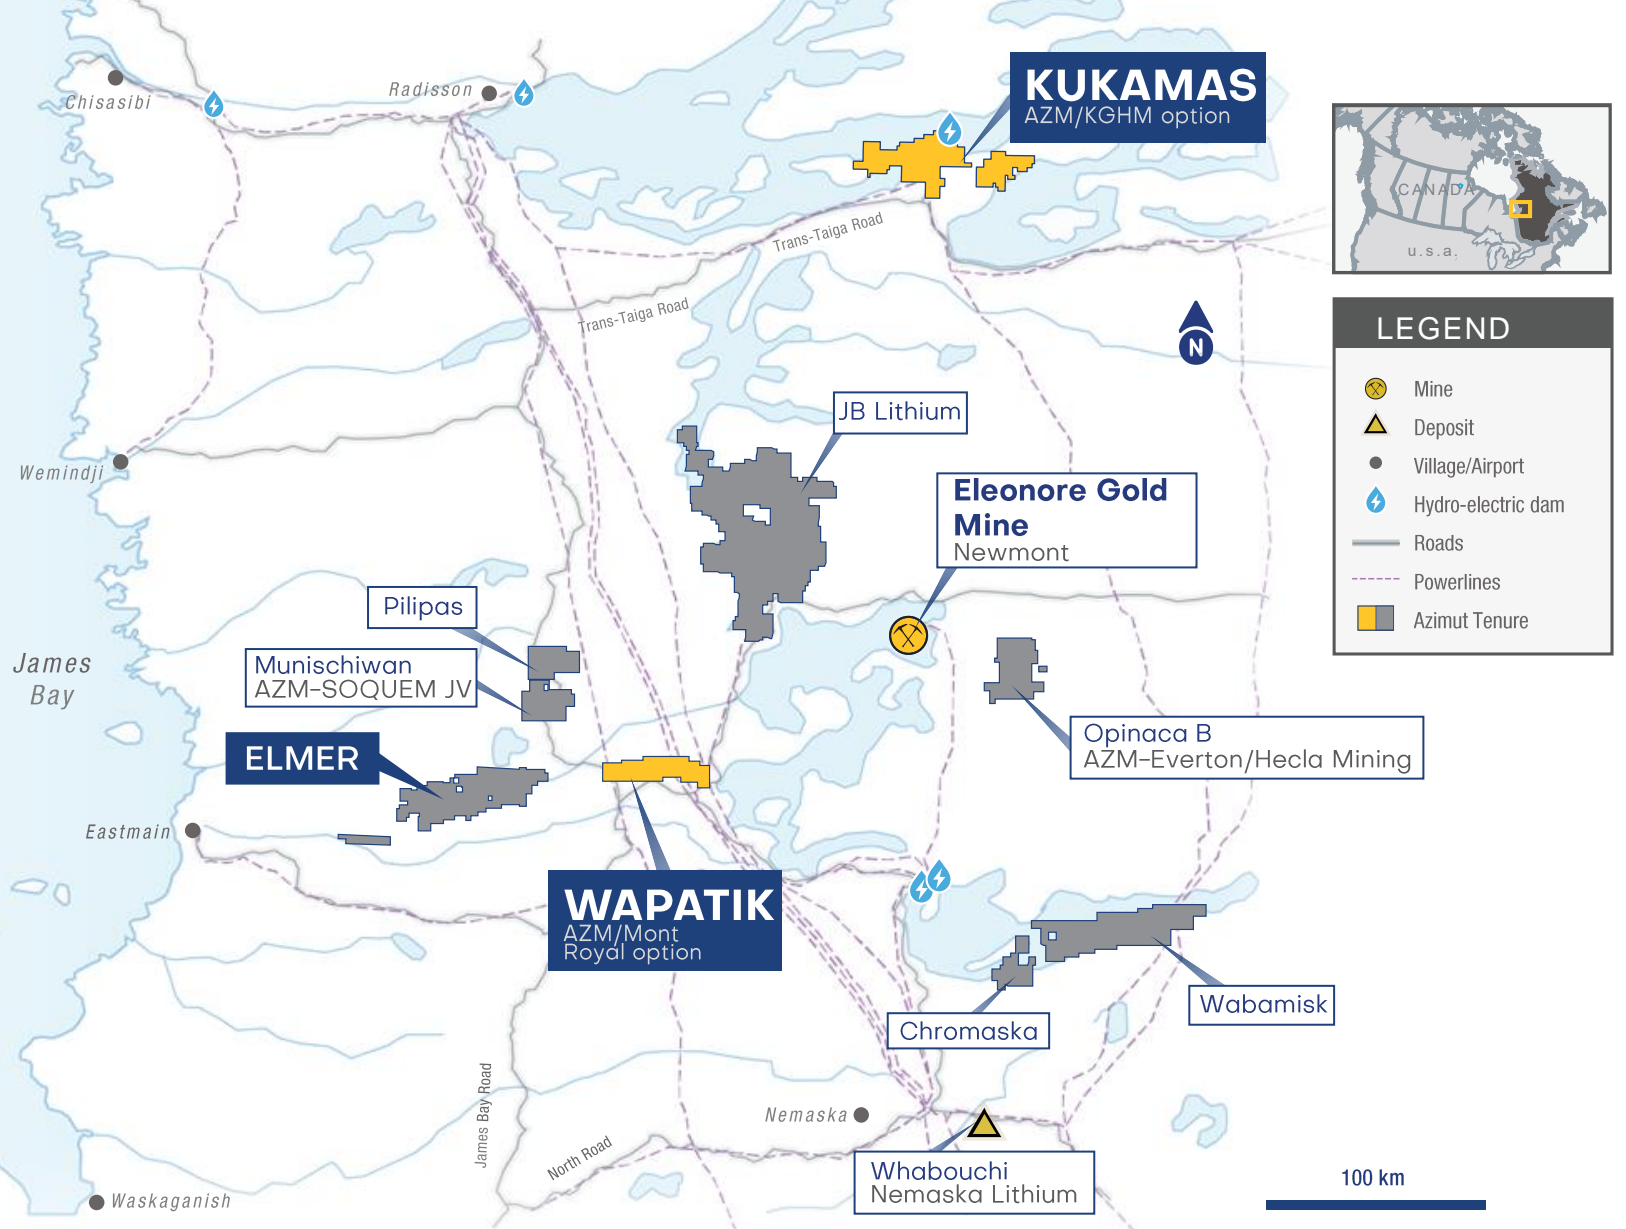 Chisasibi
Radisson
KUKAMAS
AZM/KGHM option
CANADA
u.s.a.
Trans-Taiga Road
Trans-Taiga Road
N
LEGEND
Mine
Deposit
Village/Airport
Hydro-electric dam
Roads
Powerlines
Azimut Tenure
JB Lithium
Wemindji
Eleonore Gold
Mine
Newmont
Pilipas
Munischiwan
AZM-SOQUEM JV
James
Bay
Opinaca B
AZM-Everton/Hecla Mining
ELMER
Eastmain
WAPATIK
AZM/Mont
Royal option
Wabamisk
Chromaska
James Bay Road
Nemaska
North Road
Whabouchi
Nemaska Lithium
100 km
Waskaganish